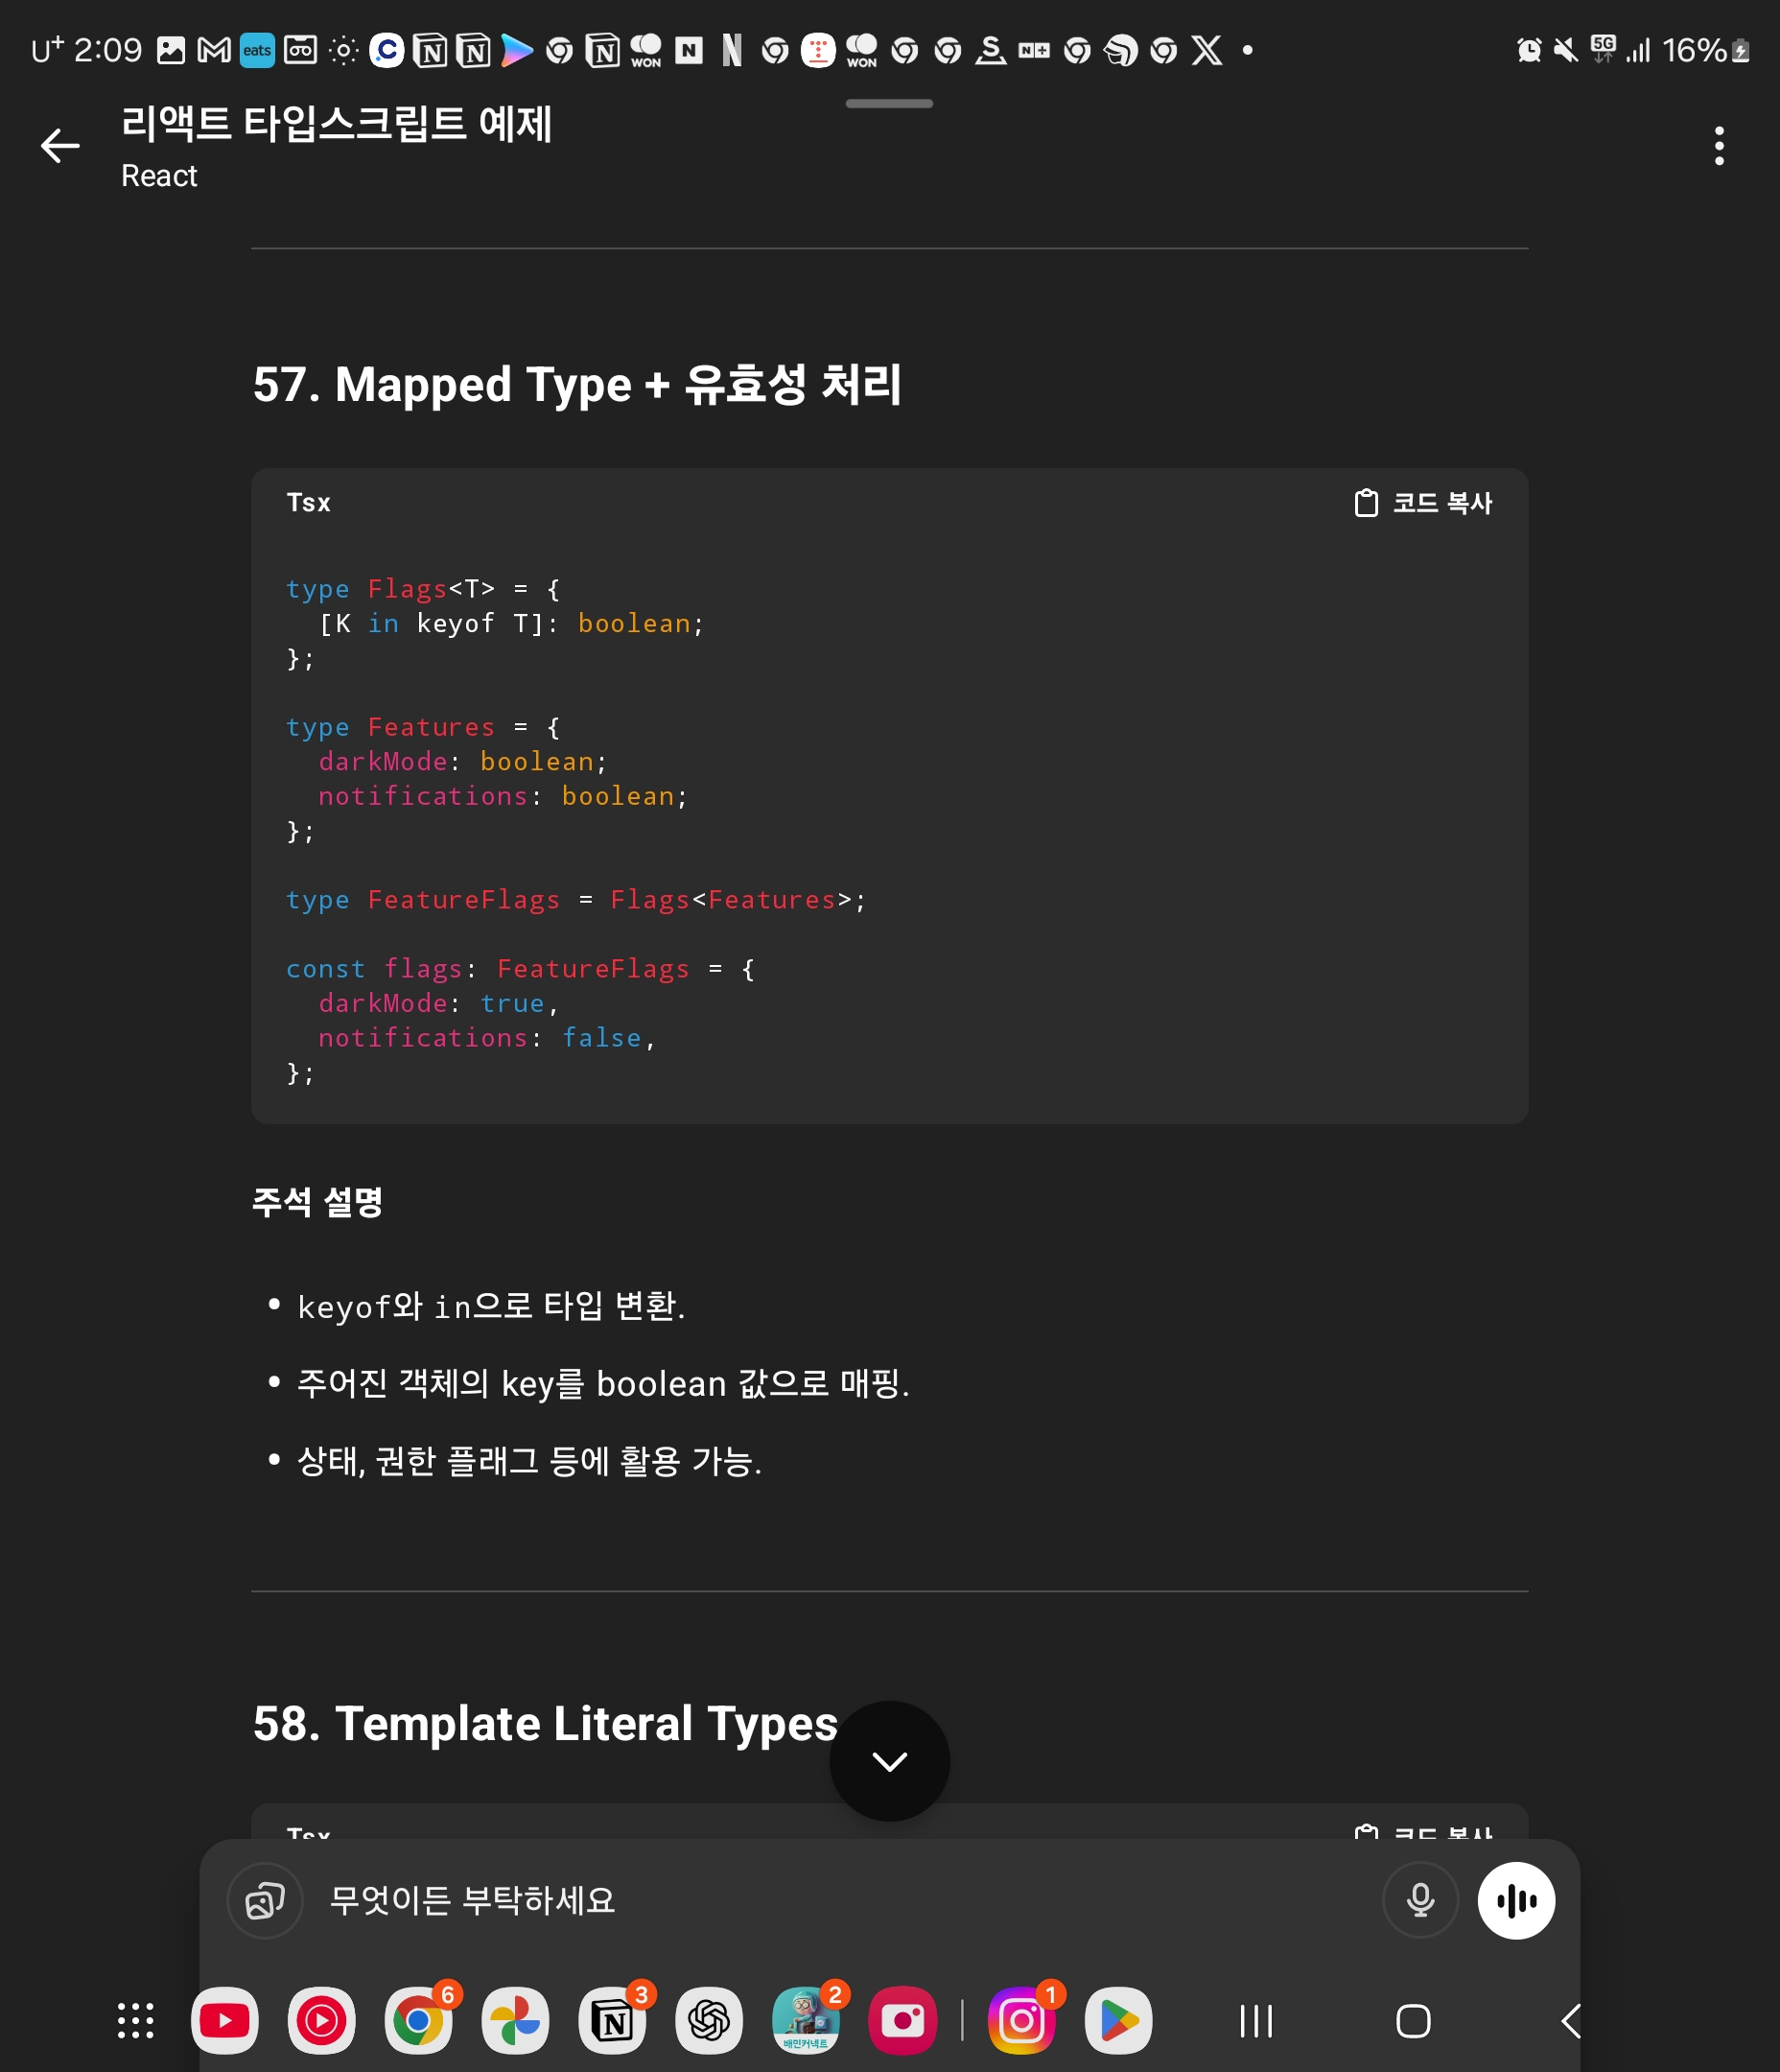 U+ 2:09 eats WON WON N+ 5G 16%
리액트 타입스크립트 예제
React
57. Mapped Type + 유효성 처리
Tsx 코드 복사
type Flags<T> = {
  [K in keyof T]: boolean;
};
type Features = {
  darkMode: boolean;
  notifications: boolean;
};
type FeatureFlags = Flags<Features>;
const flags: FeatureFlags = {
  darkMode: true,
  notifications: false,
};
주석 설명
• keyof와 in으로 타입 변환.
• 주어진 객체의 key를 boolean 값으로 매핑.
• 상태, 권한 플래그 등에 활용 가능.
58. Template Literal Types
Tsx 코드 복사
무엇이든 부탁하세요
6 3 2 1
배민커넥트